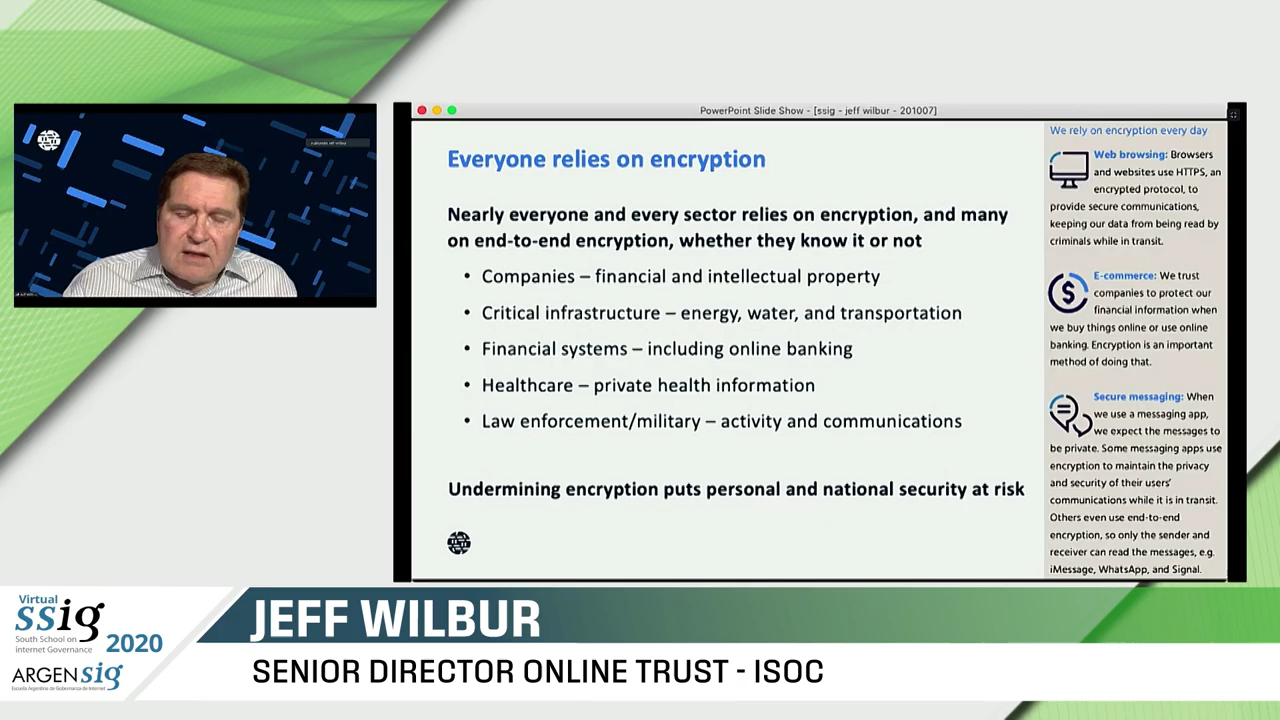 PowerPoint Slide Show - [ssig - jeff wilbur - 201007]
Everyone relies on encryption
Nearly everyone and every sector relies on encryption, and many
on end-to-end encryption, whether they know it or not
• Companies – financial and intellectual property
• Critical infrastructure – energy, water, and transportation
• Financial systems – including online banking
• Healthcare – private health information
• Law enforcement/military – activity and communications
Undermining encryption puts personal and national security at risk
We rely on encryption every day
Web browsing: Browsers
and websites use HTTPS, an
encrypted protocol, to
provide secure communications,
keeping our data from being read by
criminals while in transit.
E-commerce: We trust
companies to protect our
financial information when
we buy things online or use online
banking. Encryption is an important
method of doing that.
Secure messaging: When
we use a messaging app,
we expect the messages to
be private. Some messaging apps use
encryption to maintain the privacy
and security of their users'
communications while it is in transit.
Others even use end-to-end
encryption, so only the sender and
receiver can read the messages, e.g.
iMessage, WhatsApp, and Signal.
Virtual
ssig
South School on
Internet Governance
2020
ARGENsig
Escuela Argentina de Gobernanza de Internet
JEFF WILBUR
SENIOR DIRECTOR ONLINE TRUST - ISOC